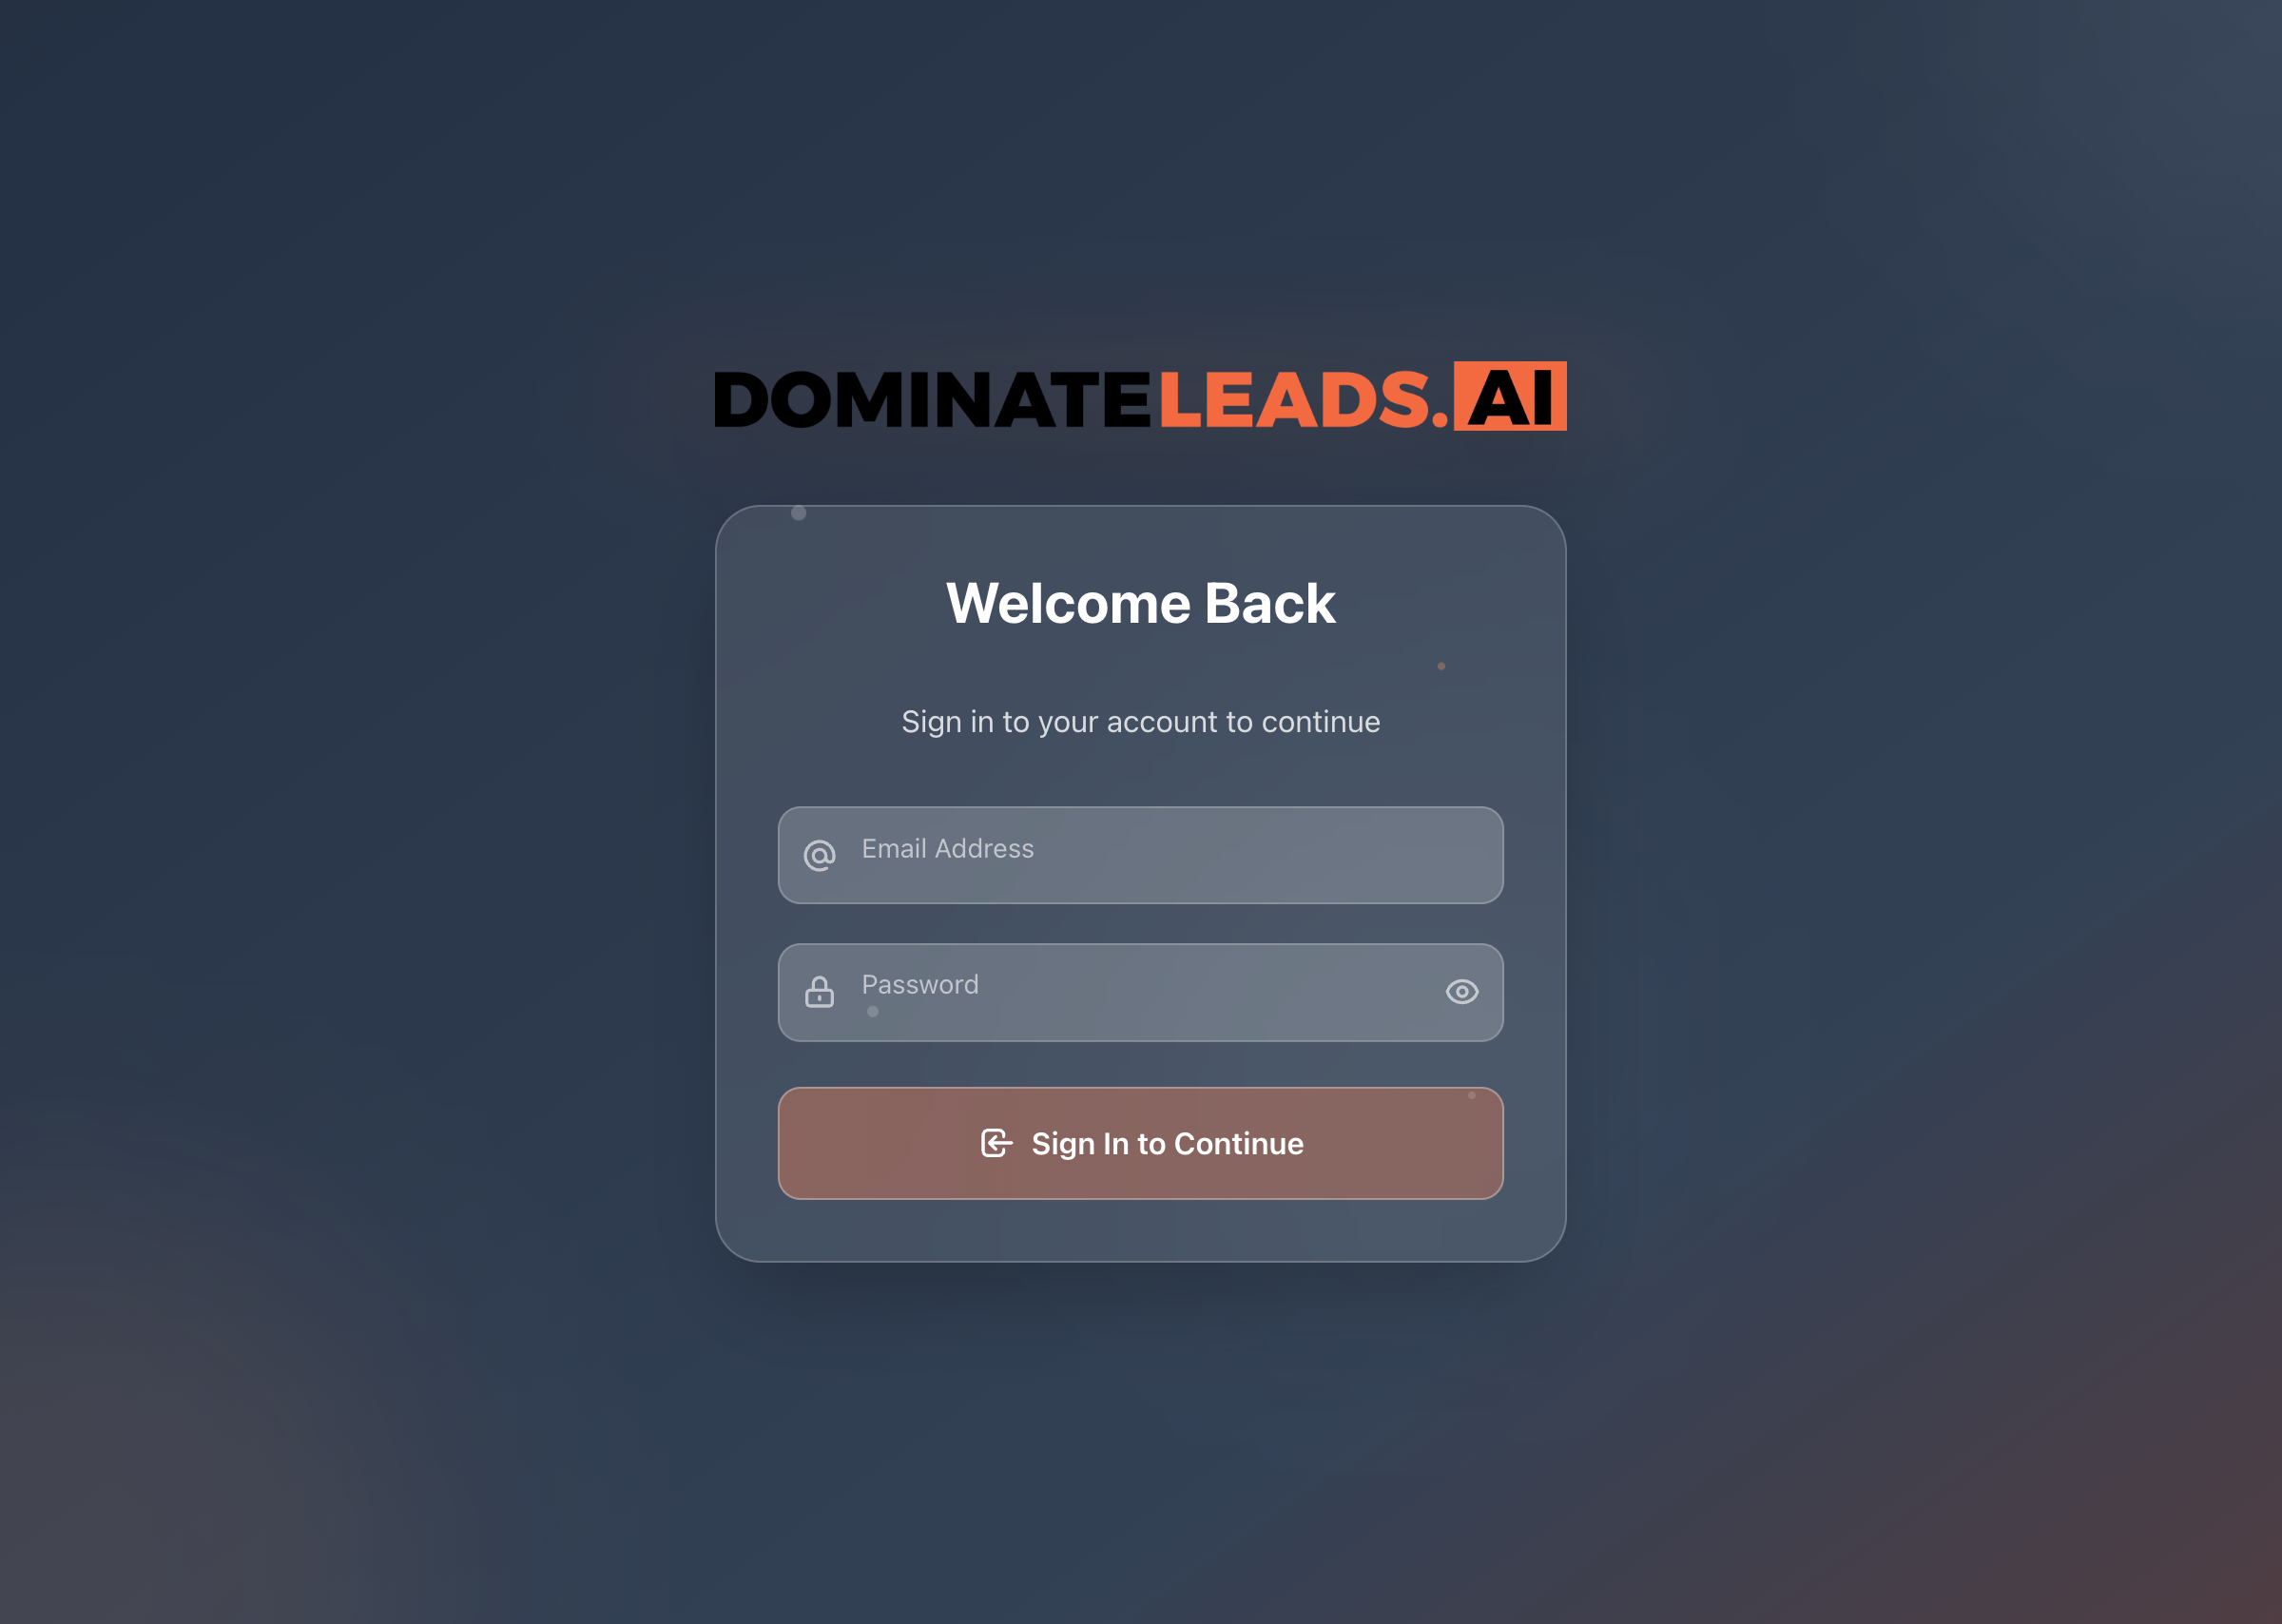 DOMINATELEADS.AI
Welcome Back
Sign in to your account to continue
Email Address
Password
Sign In to Continue